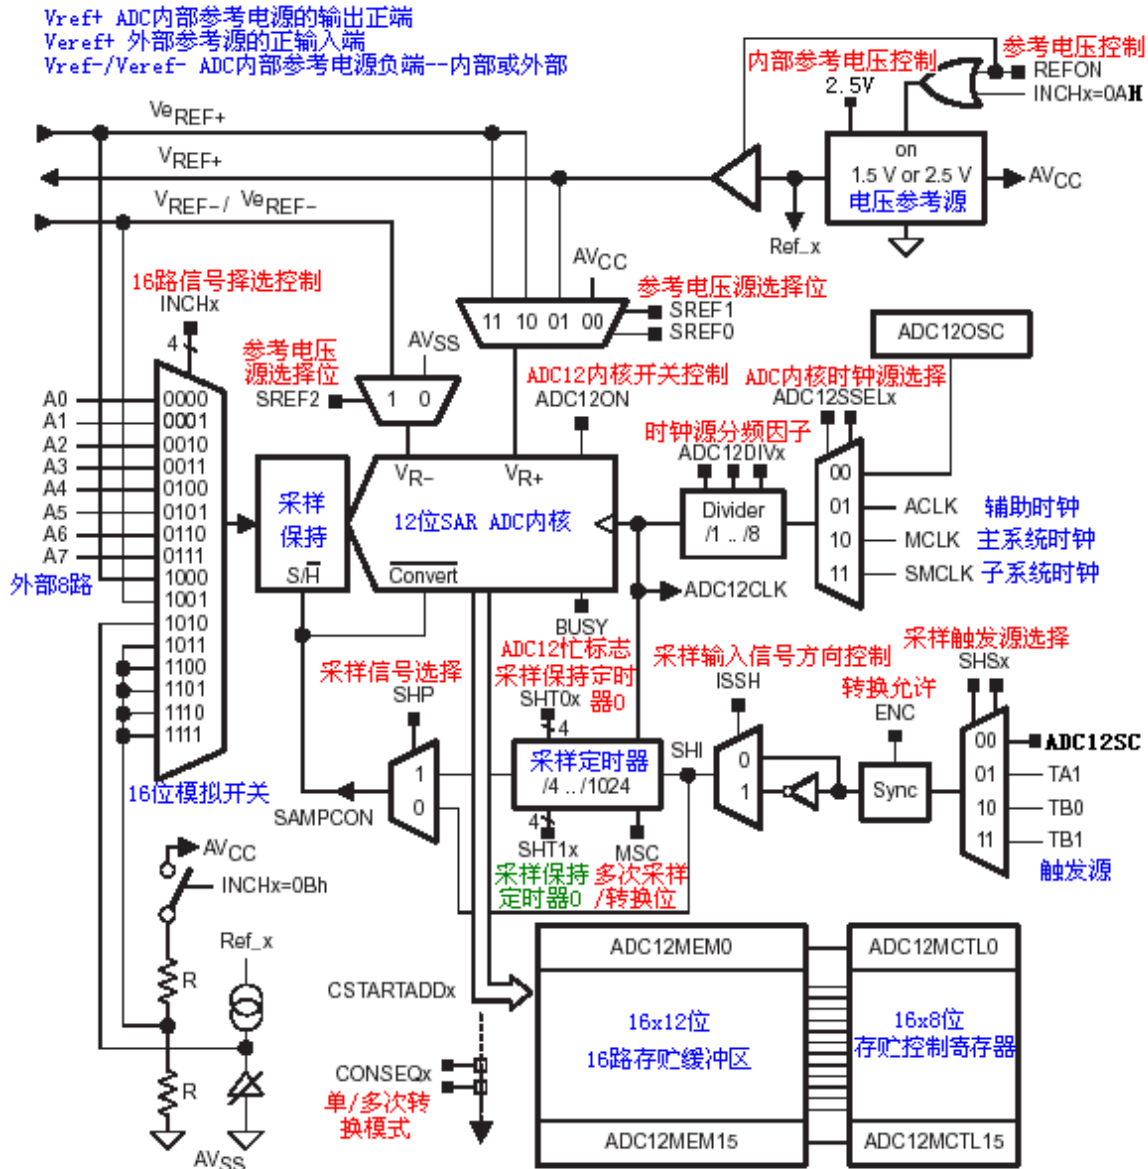 Vref+ ADC内部参考电源的输出正端
Veref+ 外部参考源的正输入端
Vref-/Veref- ADC内部参考电源负端--内部或外部
内部参考电压控制
参考电压控制
2.5V
REFON
INCHx=0AH
VeREF+
VREF+
on
1.5 V or 2.5 V
电压参考源
AVCC
VREF-/ VeREF-
Ref_x
AVCC
16路信号择选控制
INCHx
4
参考电压源选择位
11 10 01 00
SREF1
SREF0
ADC12OSC
AVSS
参考电压
源选择位
SREF2
1 0
ADC12内核开关控制
ADC12ON
ADC内核时钟源选择
ADC12SSELx
时钟源分频因子
ADC12DIVx
A0 0000
A1 0001
A2 0010
A3 0011
A4 0100
A5 0101
A6 0110
A7 0111
外部8路
1000
1001
1010
1011
1100
1101
1110
1111
16位模拟开关
采样
保持
S/H
VR-
VR+
12位SAR ADC内核
Convert
Divider
/1 .. /8
00
01
10
11
ACLK 辅助时钟
MCLK 主系统时钟
SMCLK 子系统时钟
ADC12CLK
BUSY
ADC12忙标志
采样保持定时
器0
SHT0x
4
采样信号选择
SHP
采样输入信号方向控制
ISSH
转换允许
ENC
采样触发源选择
SHSx
采样定时器
/4 .. /1024
SHI
1
0
0
1
Sync
00 ADC12SC
01 TA1
10 TB0
11 TB1
触发源
SAMPCON
4
SHT1x
采样保持
定时器0
MSC
多次采样
/转换位
AVCC
INCHx=0Bh
Ref_x
R
R
AVSS
CSTARTADDx
CONSEQx
单/多次转
换模式
ADC12MEM0
16x12位
16路存贮缓冲区
ADC12MEM15
ADC12MCTL0
16x8位
存贮控制寄存器
ADC12MCTL15